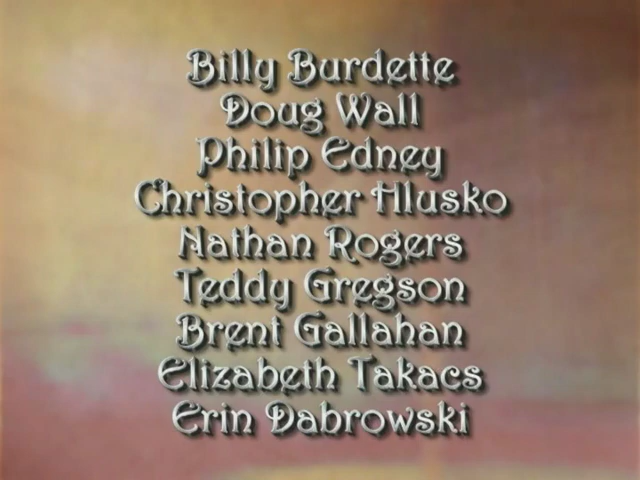 Billy Burdette
Doug Wall
Philip Edney
Christopher Hlusko
Nathan Rogers
Teddy Gregson
Brent Gallahan
Elizabeth Takacs
Erin Dabrowski